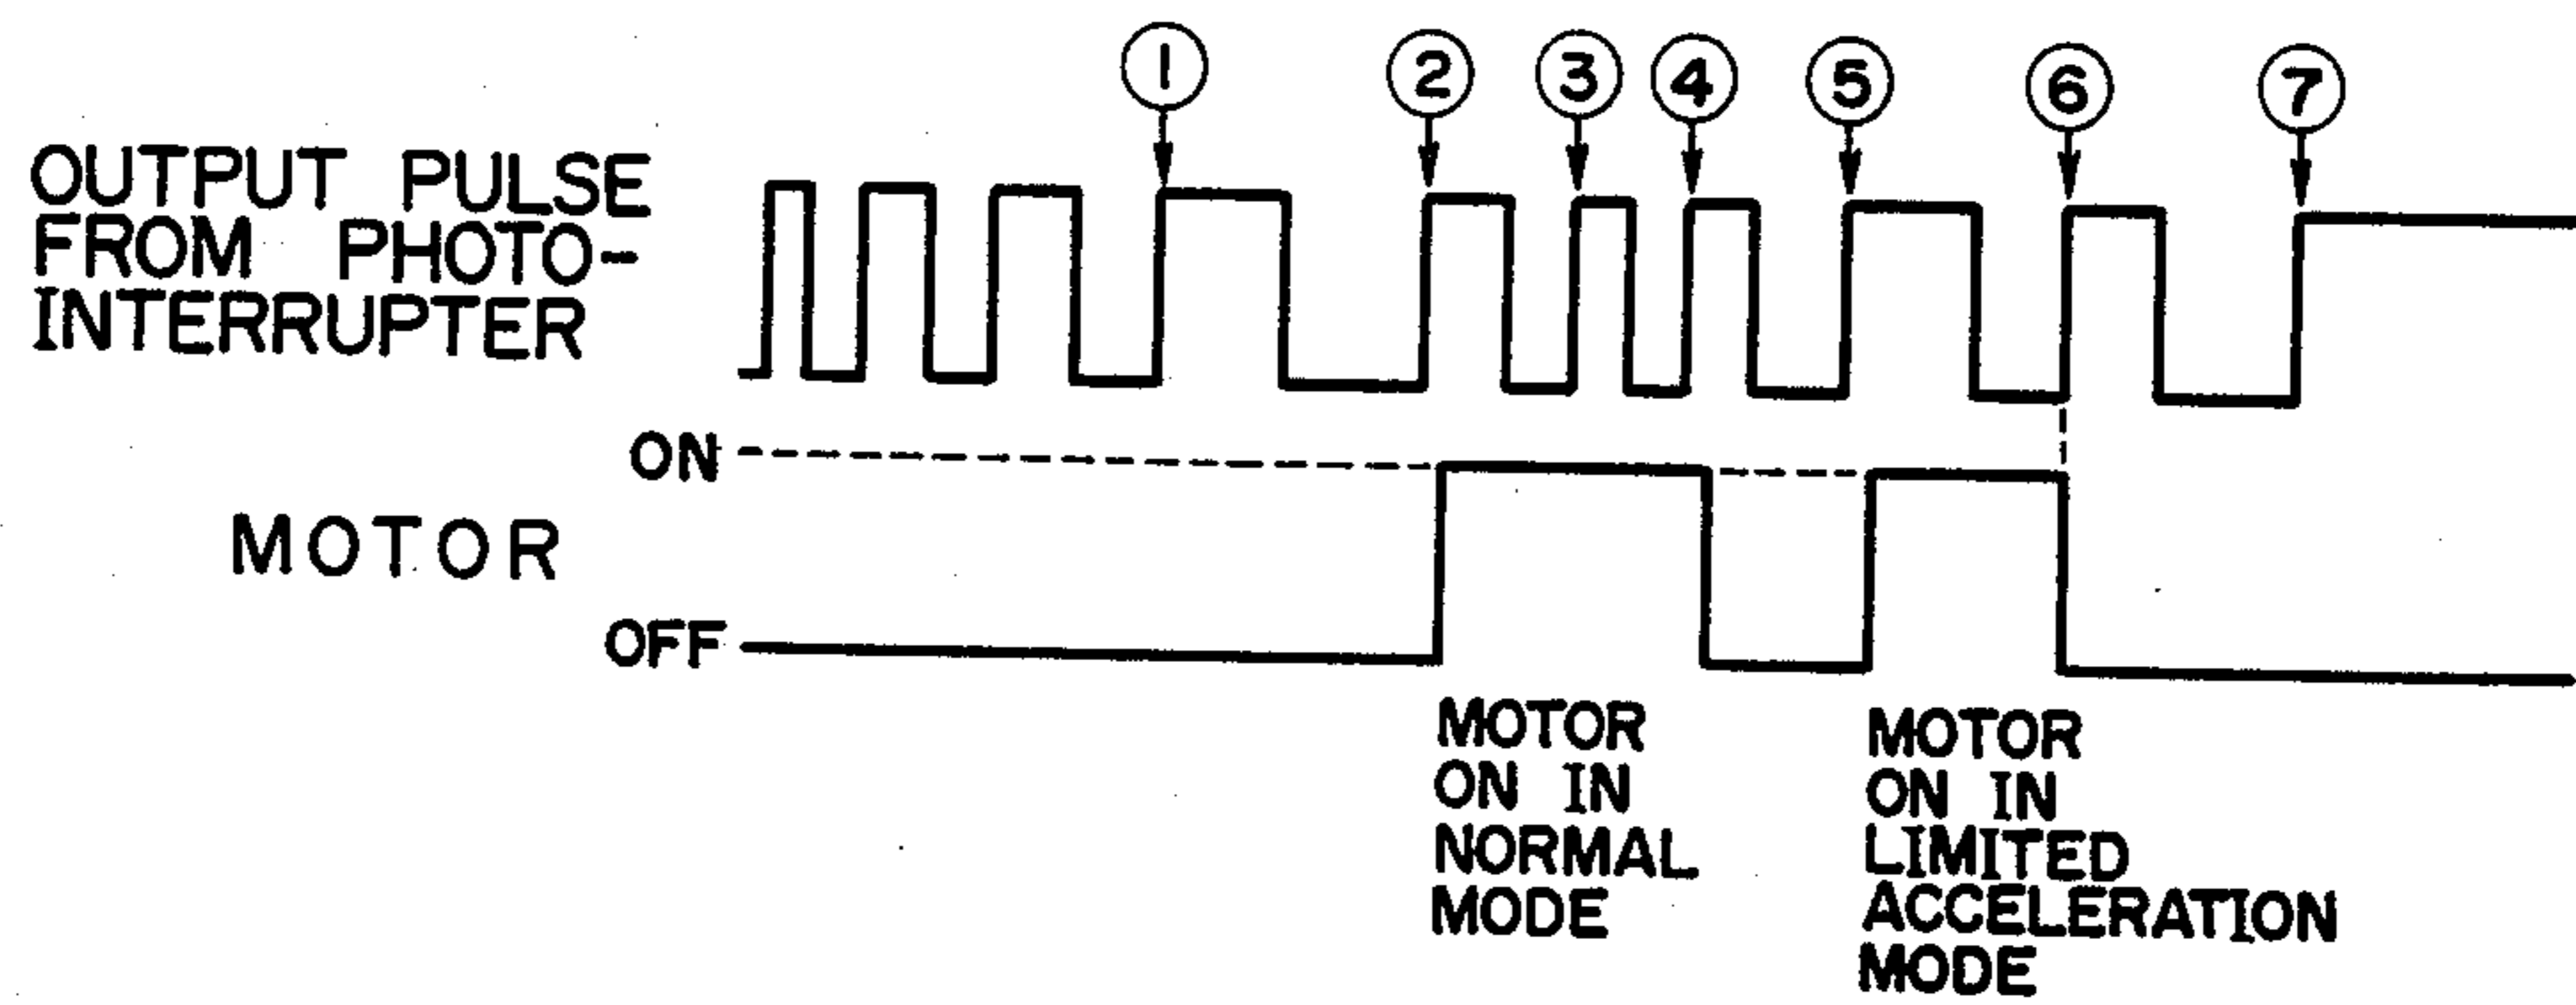 1 2 3 4 5 6 7
OUTPUT PULSE
FROM PHOTO-
INTERRUPTER
ON
MOTOR
OFF
MOTOR
ON IN
NORMAL
MODE
MOTOR
ON IN
LIMITED
ACCELERATION
MODE